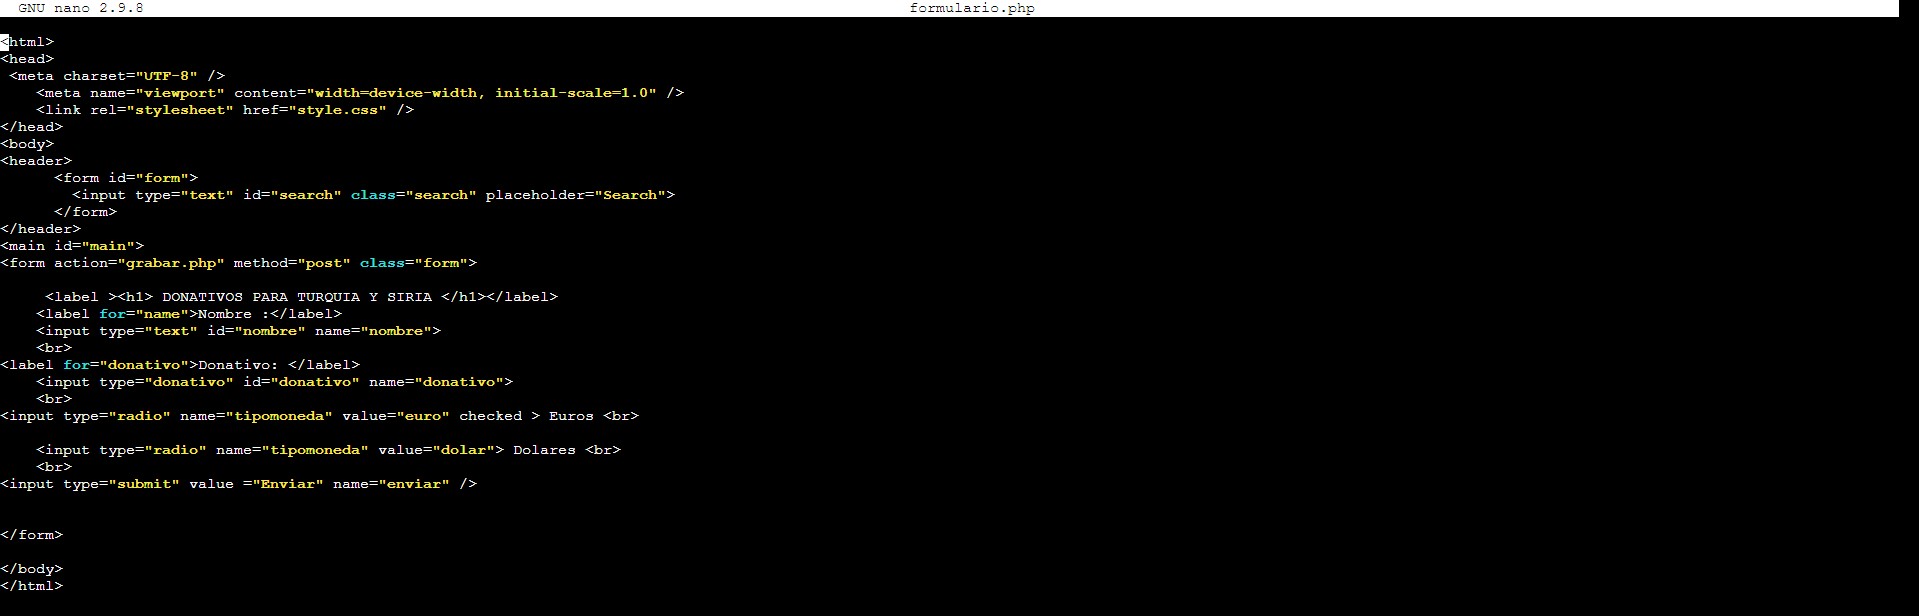 GNU nano 2.9.8 formulario.php
<html>
<head>
<meta charset="UTF-8" />
<meta name="viewport" content="width=device-width, initial-scale=1.0" />
<link rel="stylesheet" href="style.css" />
</head>
<body>
<header>
<form id="form">
<input type="text" id="search" class="search" placeholder="Search">
</form>
</header>
<main id="main">
<form action="grabar.php" method="post" class="form">
<label ><h1> DONATIVOS PARA TURQUIA Y SIRIA </h1></label>
<label for="name">Nombre :</label>
<input type="text" id="nombre" name="nombre">
<br>
<label for="donativo">Donativo: </label>
<input type="donativo" id="donativo" name="donativo">
<br>
<input type="radio" name="tipomoneda" value="euro" checked > Euros <br>
<input type="radio" name="tipomoneda" value="dolar"> Dolares <br>
<br>
<input type="submit" value ="Enviar" name="enviar" />
</form>
</body>
</html>